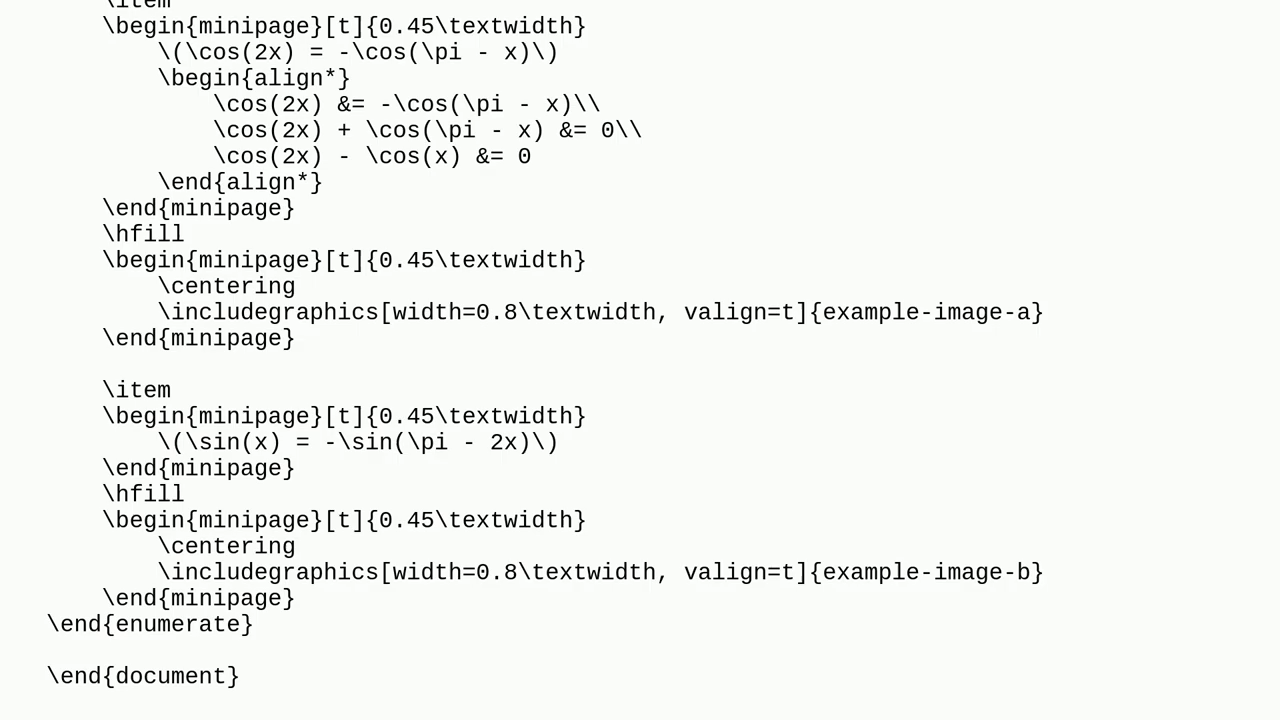 \item
\begin{minipage}[t]{0.45\textwidth}
\(\cos(2x) = -\cos(\pi - x)\)
\begin{align*}
\cos(2x) &= -\cos(\pi - x)\\
\cos(2x) + \cos(\pi - x) &= 0\\
\cos(2x) - \cos(x) &= 0
\end{align*}
\end{minipage}
\hfill
\begin{minipage}[t]{0.45\textwidth}
\centering
\includegraphics[width=0.8\textwidth, valign=t]{example-image-a}
\end{minipage}
\item
\begin{minipage}[t]{0.45\textwidth}
\(\sin(x) = -\sin(\pi - 2x)\)
\end{minipage}
\hfill
\begin{minipage}[t]{0.45\textwidth}
\centering
\includegraphics[width=0.8\textwidth, valign=t]{example-image-b}
\end{minipage}
\end{enumerate}
\end{document}